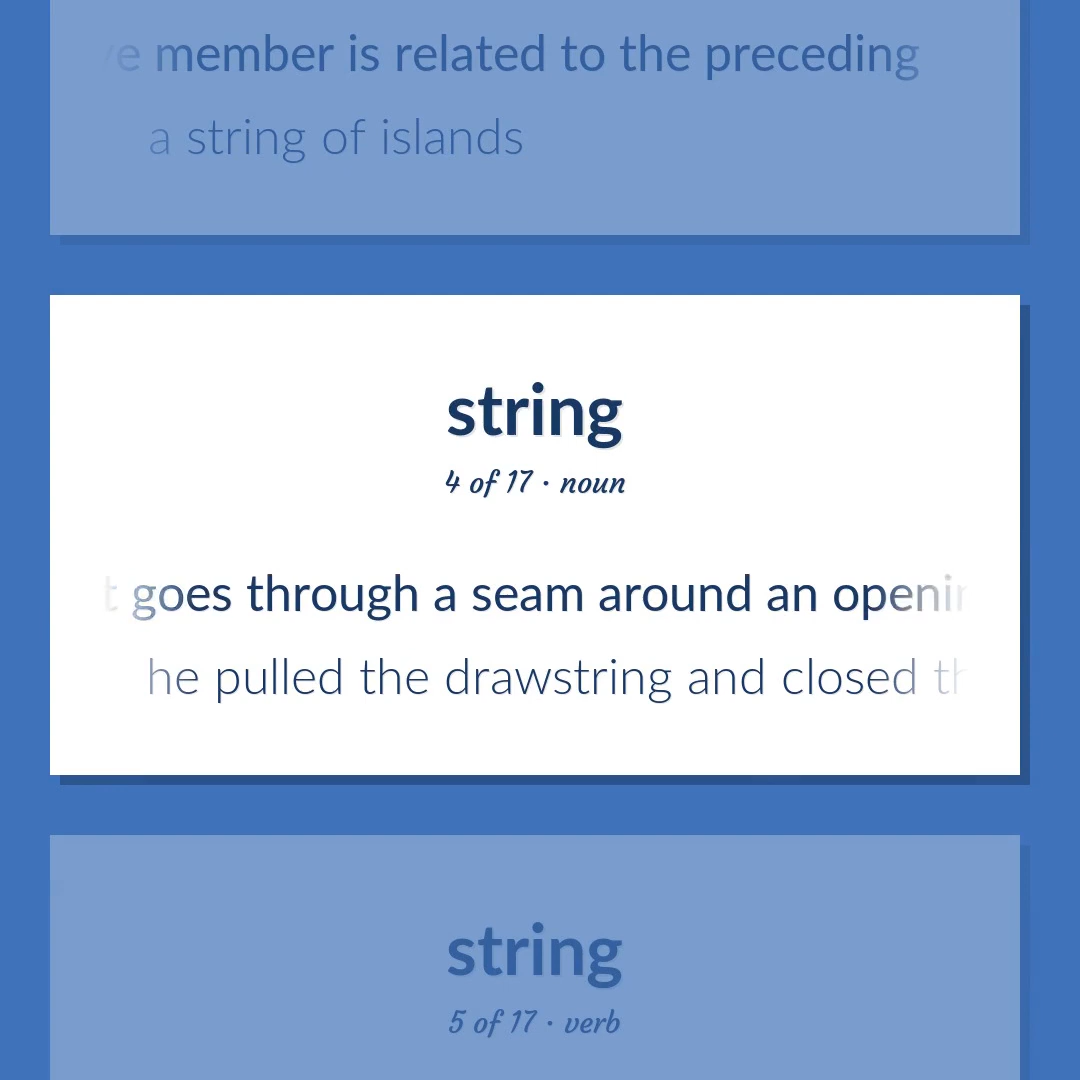 member is related to the preceding
a string of islands
string
4 of 17 · noun
goes through a seam around an
he pulled the drawstring and closed
string
5 of 17 · verb